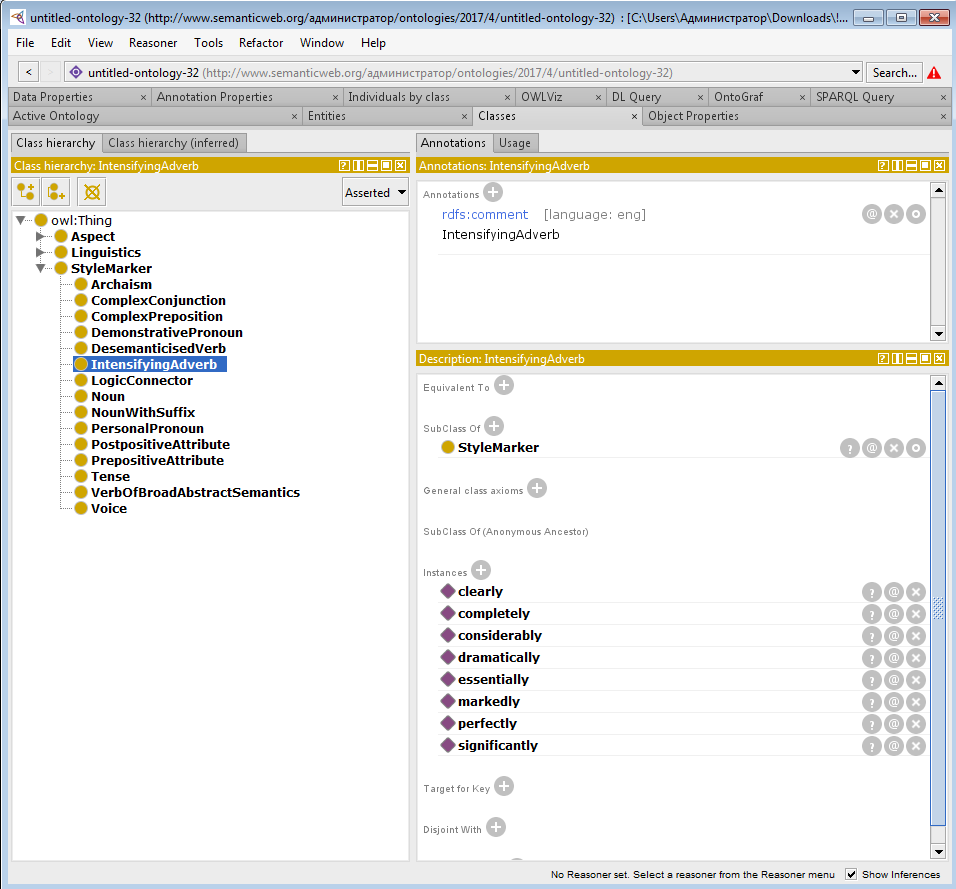 untitled-ontology-32 (http://www.semanticweb.org/администратор/ontologies/2017/4/untitled-ontology-32) : [C:\Users\Администратор\Downloads\!...
File Edit View Reasoner Tools Refactor Window Help
< > untitled-ontology-32 (http://www.semanticweb.org/администратор/ontologies/2017/4/untitled-ontology-32) Search...
Data Properties × Annotation Properties × Individuals by class × OWLViz × DL Query × OntoGraf × SPARQL Query ×
Active Ontology × Entities × Classes × Object Properties ×
Class hierarchy Class hierarchy (inferred)
Class hierarchy: IntensifyingAdverb
Asserted
owl:Thing
Aspect
Linguistics
StyleMarker
Archaism
ComplexConjunction
ComplexPreposition
DemonstrativePronoun
DesemanticisedVerb
IntensifyingAdverb
LogicConnector
Noun
NounWithSuffix
PersonalPronoun
PostpositiveAttribute
PrepositiveAttribute
Tense
VerbOfBroadAbstractSemantics
Voice
Annotations Usage
Annotations: IntensifyingAdverb
Annotations
rdfs:comment [language: eng]
IntensifyingAdverb
Description: IntensifyingAdverb
Equivalent To
SubClass Of
StyleMarker
General class axioms
SubClass Of (Anonymous Ancestor)
Instances
clearly
completely
considerably
dramatically
essentially
markedly
perfectly
significantly
Target for Key
Disjoint With
No Reasoner set. Select a reasoner from the Reasoner menu Show Inferences